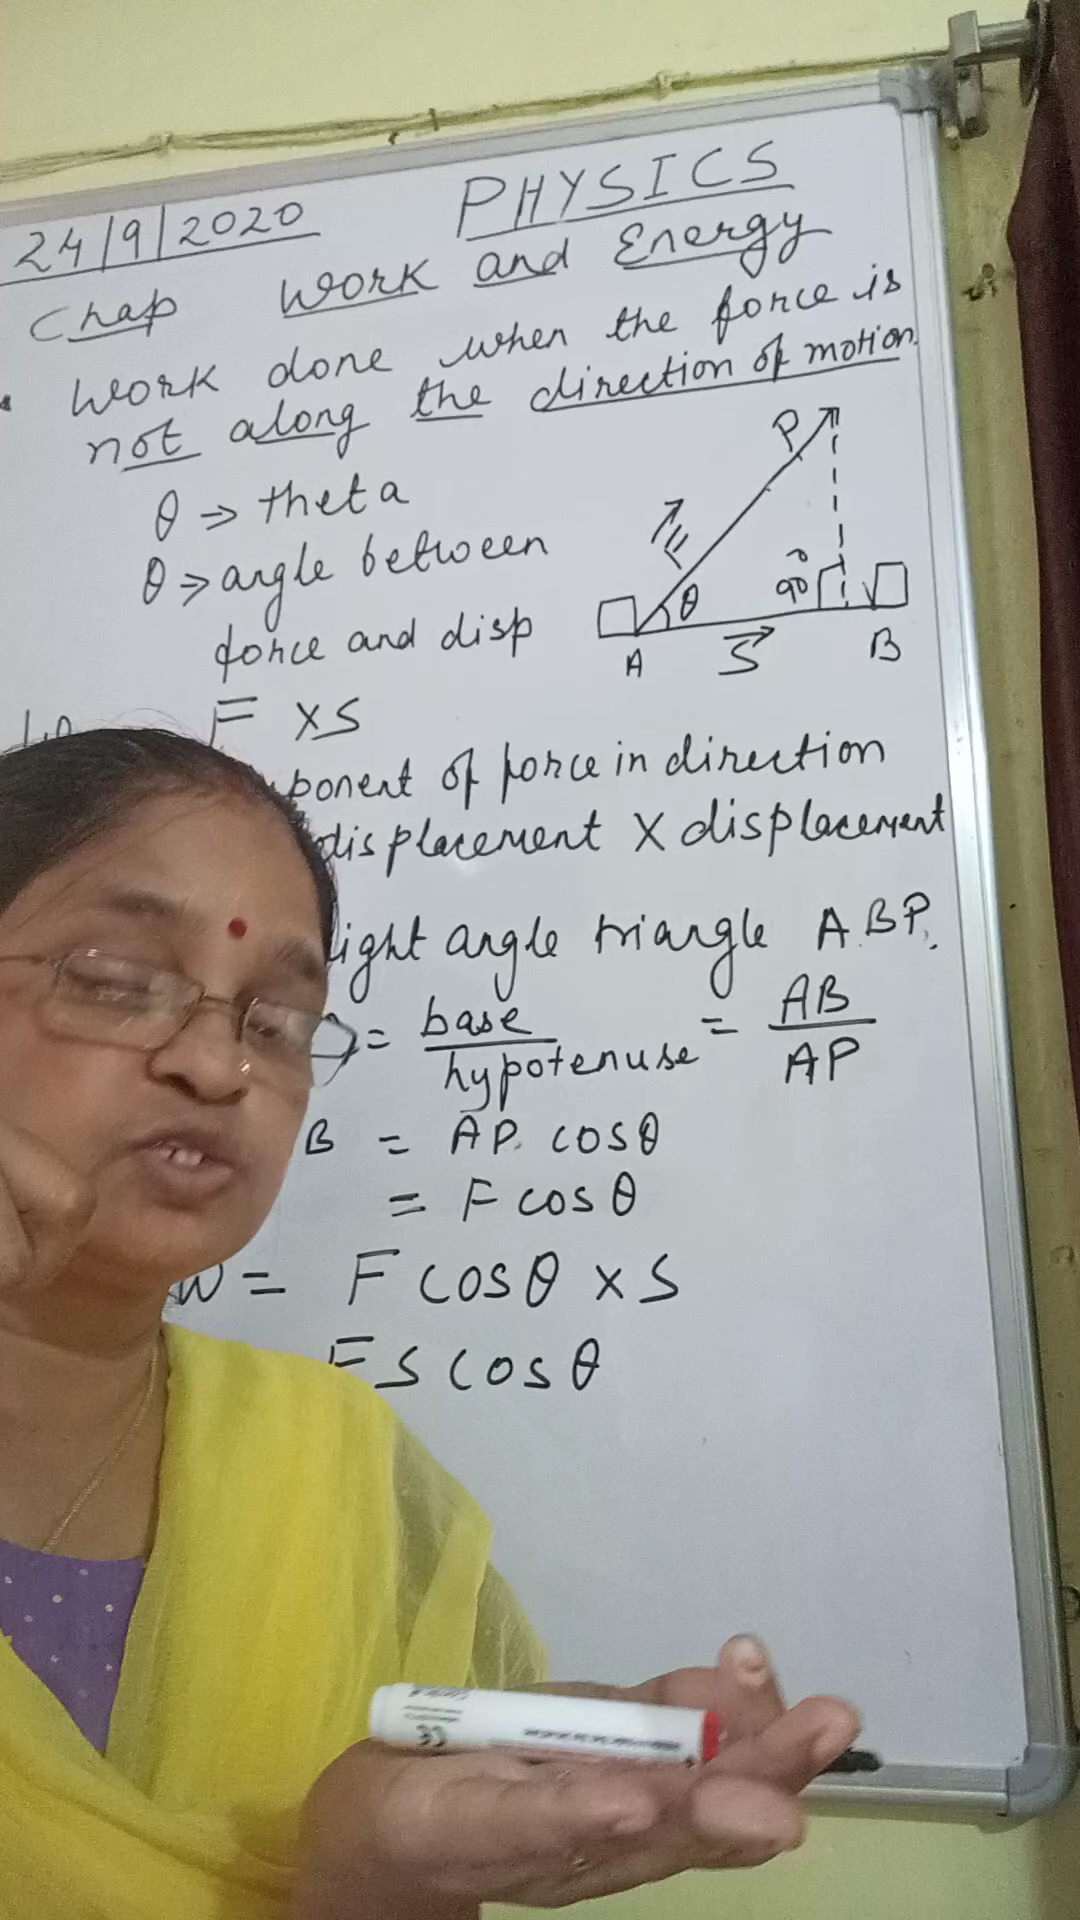 24/9/2020 PHYSICS
Chap Work and Energy
Work done when the force is
not along the direction of motion.
θ => theta
θ => angle between
force and disp
F
θ
90°
P
A
S
B
F x S
ponent of force in direction
displacement X displacement
ight angle triangle ABP.
= base / hypotenuse = AB / AP
B = AP. cosθ
= F cosθ
W = F cosθ x S
FS cosθ
CE